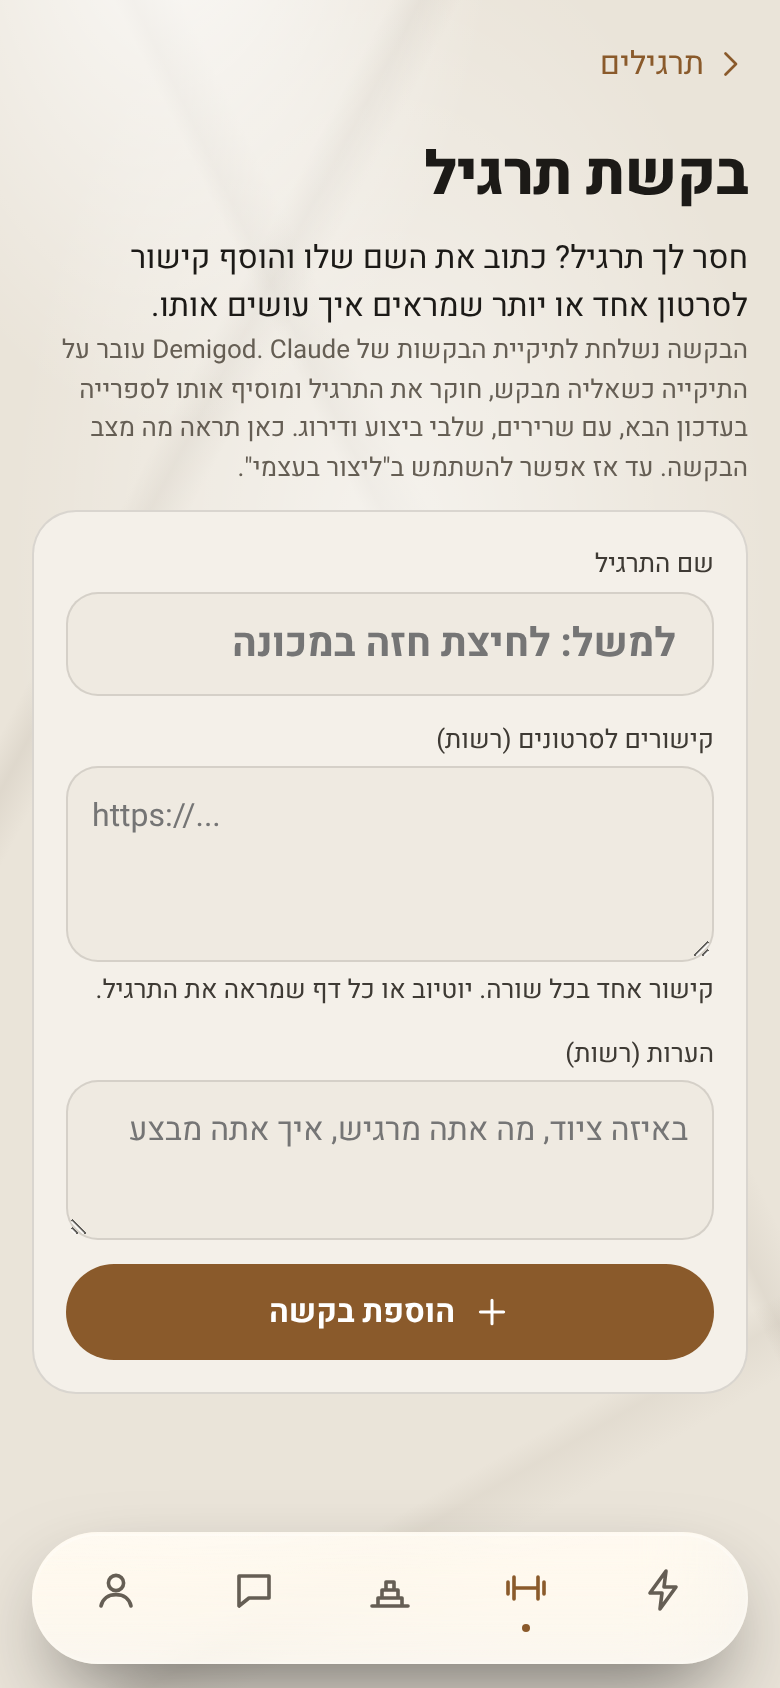 תרגילים
בקשת תרגיל
חסר לך תרגיל? כתוב את השם שלו והוסף קישור
לסרטון אחד או יותר שמראים איך עושים אותו.
הבקשה נשלחת לתיקיית הבקשות של Demigod. Claude עובר על
התיקייה כשאליה מבקש, חוקר את התרגיל ומוסיף אותו לספרייה
בעדכון הבא, עם שרירים, שלבי ביצוע ודירוג. כאן תראה מה מצב
הבקשה. עד אז אפשר להשתמש ב"ליצור בעצמי".
שם התרגיל
למשל: לחיצת חזה במכונה
קישורים לסרטונים (רשות)
https://...
קישור אחד בכל שורה. יוטיוב או כל דף שמראה את התרגיל.
הערות (רשות)
באיזה ציוד, מה אתה מרגיש, איך אתה מבצע
הוספת בקשה